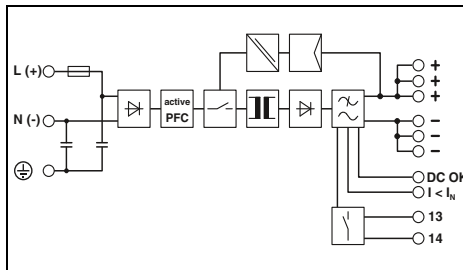 L (+)
N (-)
active
PFC
+
+
+
–
–
–
DC OK
I < IN
13
14